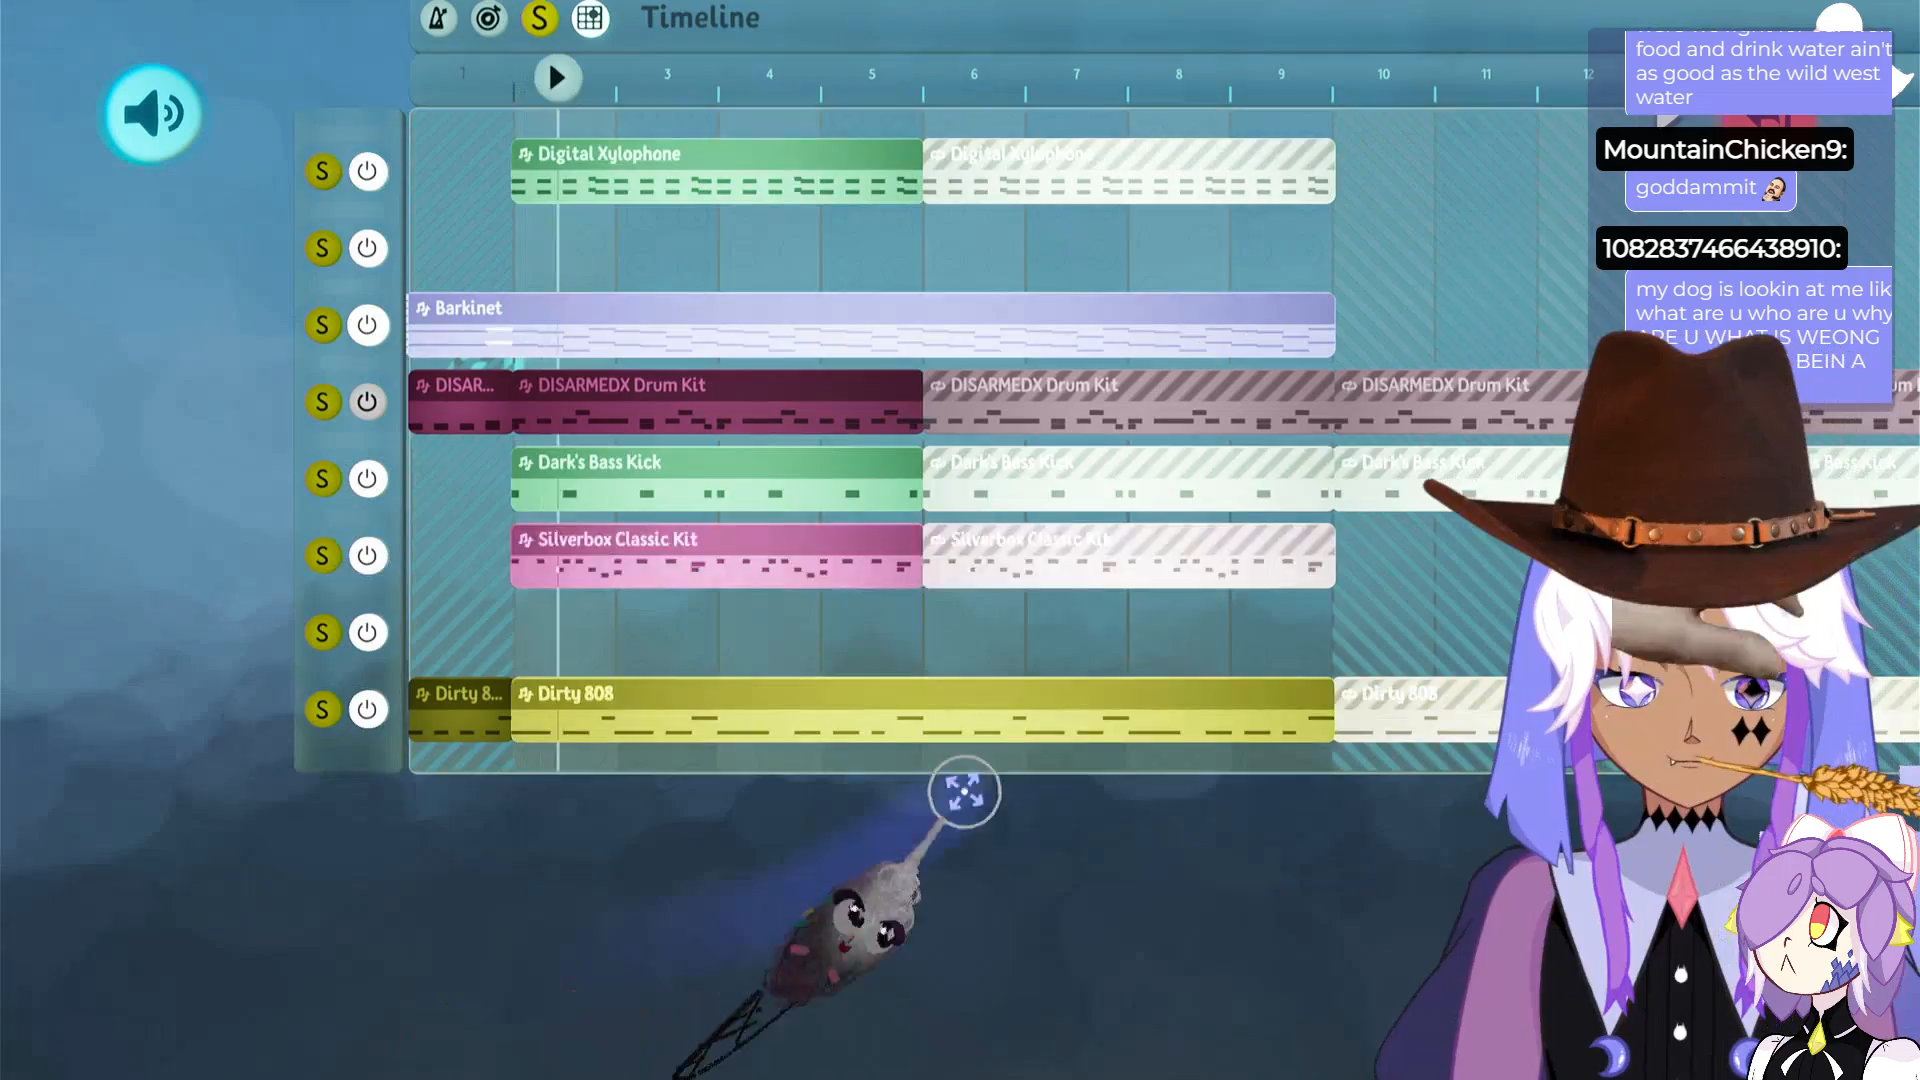 Timeline
1 3 4 5 6 7 8 9 10 11 12
S
food and drink water ain't
as good as the wild west
water
MountainChicken9:
goddammit
1082837466438910:
my dog is lookin at me lik
what are u who are u why
ARE U WHAT IS WEONG
BEIN A
S Digital Xylophone Digital Xylophone
S
S Barkinet
S DISAR... DISARMEDX Drum Kit DISARMEDX Drum Kit DISARMEDX Drum Kit
S Dark's Bass Kick Dark's Bass Kick Dark's Bass Kick Bass Kick
S Silverbox Classic Kit Silverbox Classic Kit
S
S Dirty 8... Dirty 808 Dirty 808